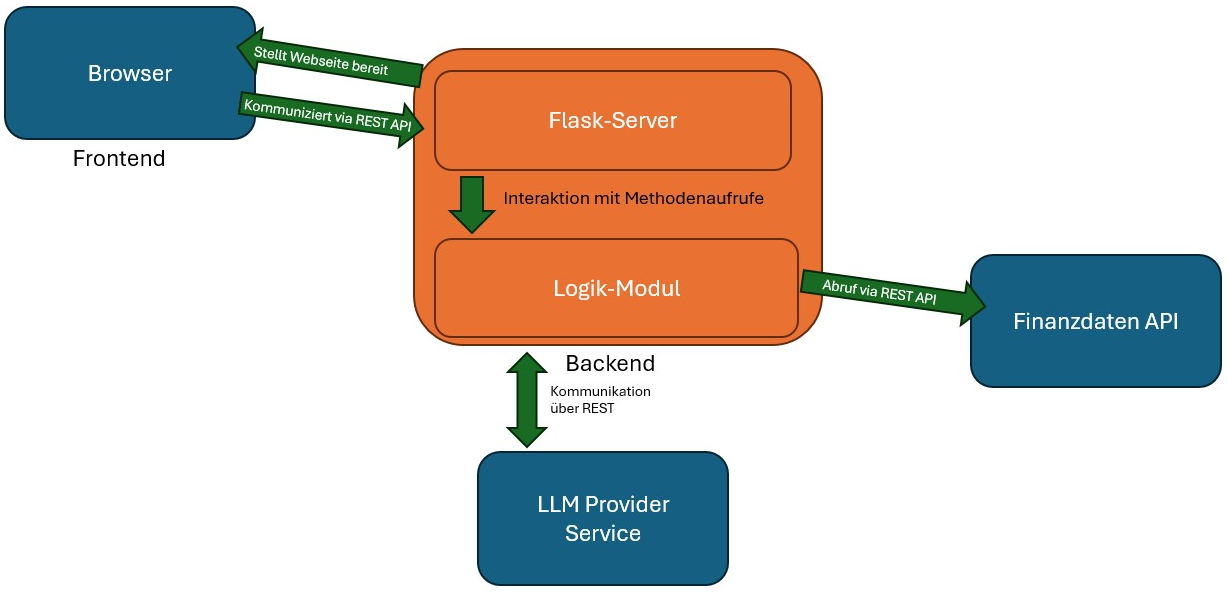 Browser
Frontend
Stellt Webseite bereit
Kommuniziert via REST API
Flask-Server
Interaktion mit Methodenaufrufe
Logik-Modul
Backend
Abruf via REST API
Finanzdaten API
Kommunikation
über REST
LLM Provider
Service